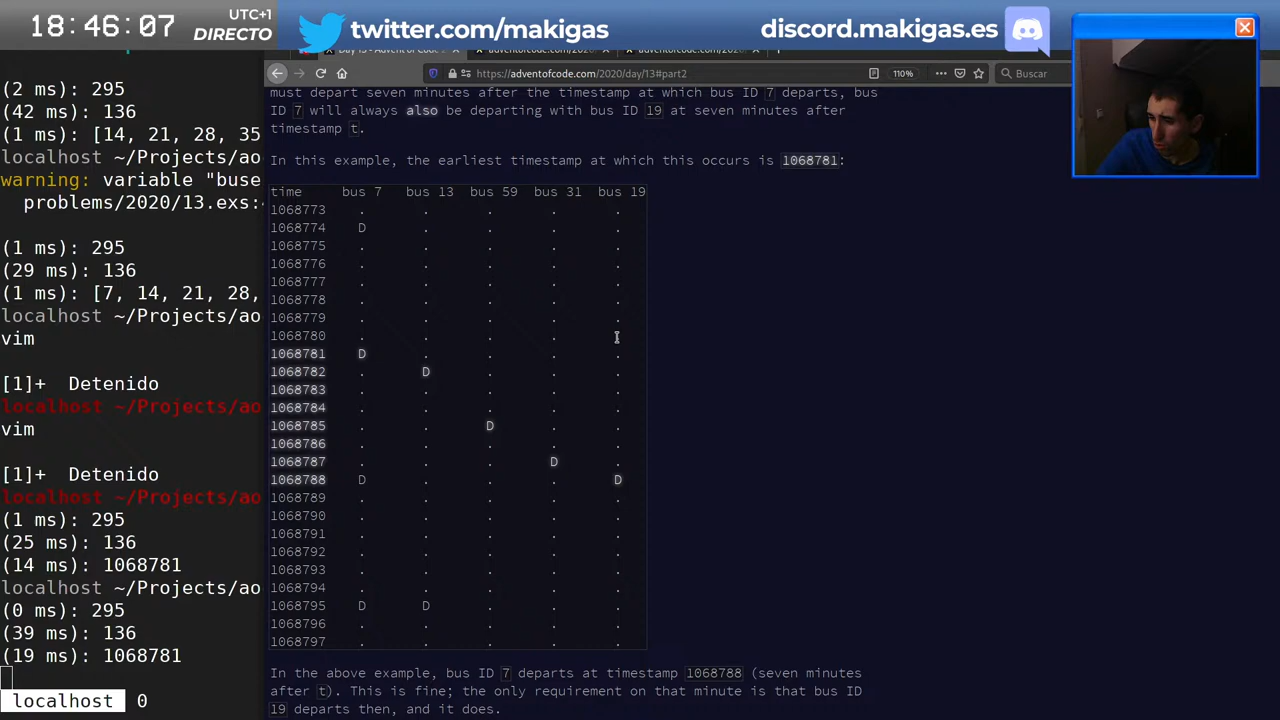 18:46:07
UTC+1
DIRECTO
twitter.com/makigas
discord.makigas.es
https://adventofcode.com/2020/day/13#part2
110%
Buscar
(2 ms): 295
(42 ms): 136
(1 ms): [14, 21, 28, 35
localhost ~/Projects/ao
warning: variable "buse
problems/2020/13.exs:
(1 ms): 295
(29 ms): 136
(1 ms): [7, 14, 21, 28,
localhost ~/Projects/ao
vim
[1]+  Detenido
localhost ~/Projects/ao
vim
[1]+  Detenido
localhost ~/Projects/ao
(1 ms): 295
(25 ms): 136
(14 ms): 1068781
localhost ~/Projects/ao
(0 ms): 295
(39 ms): 136
(19 ms): 1068781
localhost 0
must depart seven minutes after the timestamp at which bus ID 7 departs, bus
ID 7 will always also be departing with bus ID 19 at seven minutes after
timestamp t.
In this example, the earliest timestamp at which this occurs is 1068781:
time bus 7 bus 13 bus 59 bus 31 bus 19
1068773 . . . . .
1068774 D . . . .
1068775 . . . . .
1068776 . . . . .
1068777 . . . . .
1068778 . . . . .
1068779 . . . . .
1068780 . . . . .
1068781 D . . . .
1068782 . D . . .
1068783 . . . . .
1068784 . . . . .
1068785 . . D . .
1068786 . . . . .
1068787 . . . D .
1068788 D . . . D
1068789 . . . . .
1068790 . . . . .
1068791 . . . . .
1068792 . . . . .
1068793 . . . . .
1068794 . . . . .
1068795 D D . . .
1068796 . . . . .
1068797 . . . . .
In the above example, bus ID 7 departs at timestamp 1068788 (seven minutes
after t). This is fine; the only requirement on that minute is that bus ID
19 departs then, and it does.